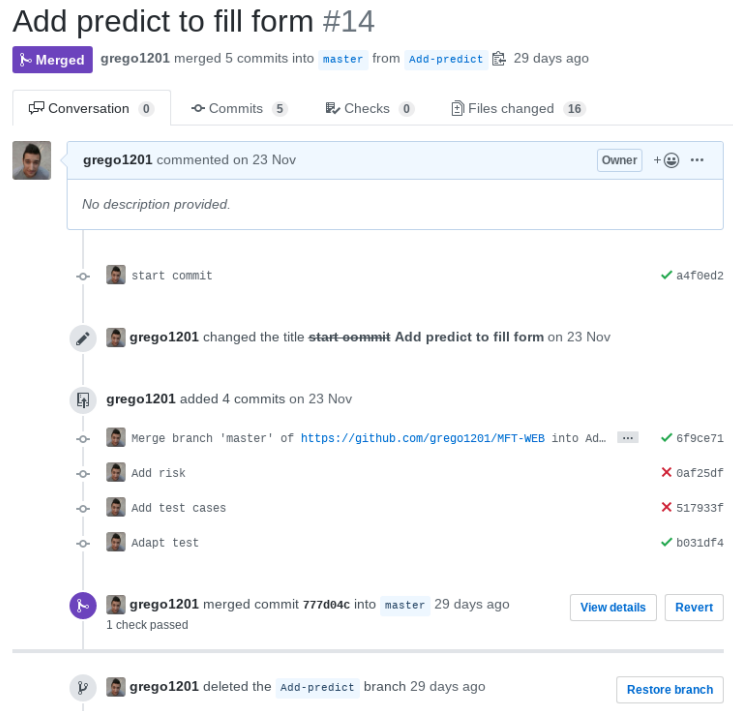 Add predict to fill form #14
Merged grego1201 merged 5 commits into master from Add-predict 29 days ago
Conversation 0 Commits 5 Checks 0 Files changed 16
grego1201 commented on 23 Nov Owner +
No description provided.
start commit a4f0ed2
grego1201 changed the title start commit Add predict to fill form on 23 Nov
grego1201 added 4 commits on 23 Nov
Merge branch 'master' of https://github.com/grego1201/MFT-WEB into Ad… … 6f9ce71
Add risk 0af25df
Add test cases 517933f
Adapt test b031df4
grego1201 merged commit 777d04c into master 29 days ago View details Revert
1 check passed
grego1201 deleted the Add-predict branch 29 days ago Restore branch